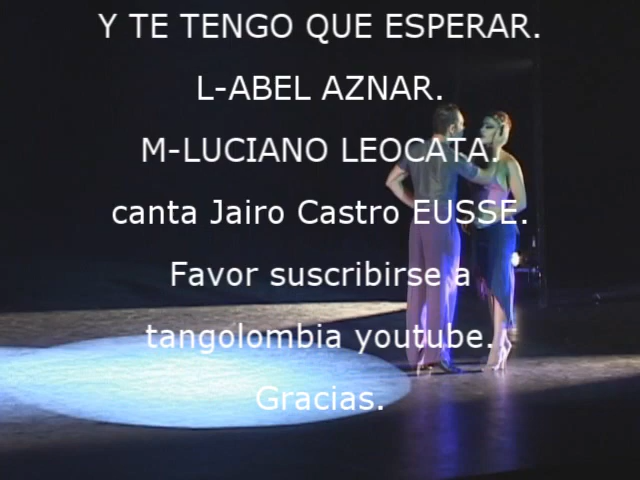 Y TE TENGO QUE ESPERAR.
L-ABEL AZNAR.
M-LUCIANO LEOCATA.
canta Jairo Castro EUSSE.
Favor suscribirse a
tangolombia youtube.
Gracias.